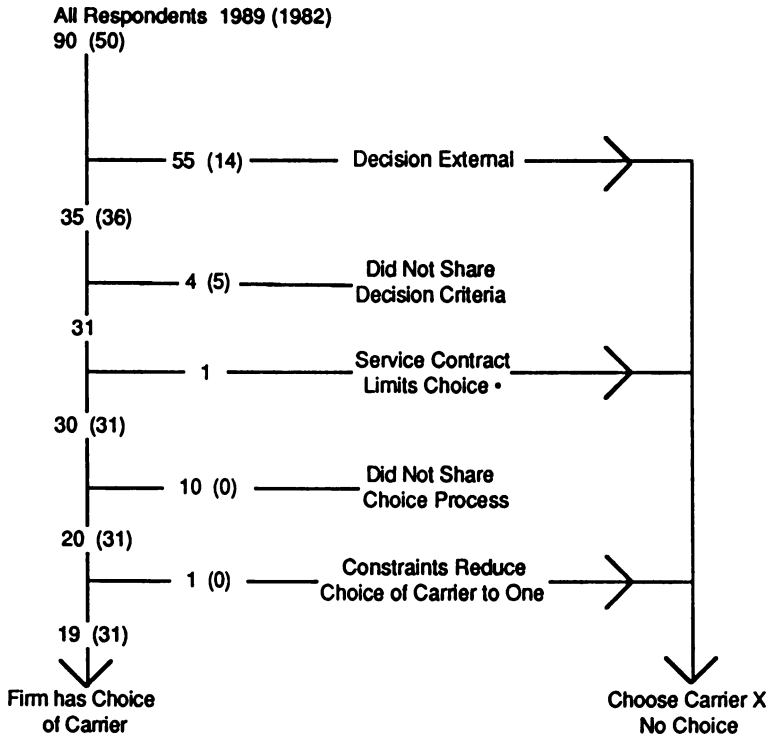 All Respondents 1989 (1982)
90 (50)
55 (14)
Decision External
35 (36)
4 (5)
Did Not Share
Decision Criteria
31
1
Service Contract
Limits Choice •
30 (31)
10 (0)
Did Not Share
Choice Process
20 (31)
1 (0)
Constraints Reduce
Choice of Carrier to One
19 (31)
Firm has Choice
of Carrier
Choose Carrier X
No Choice